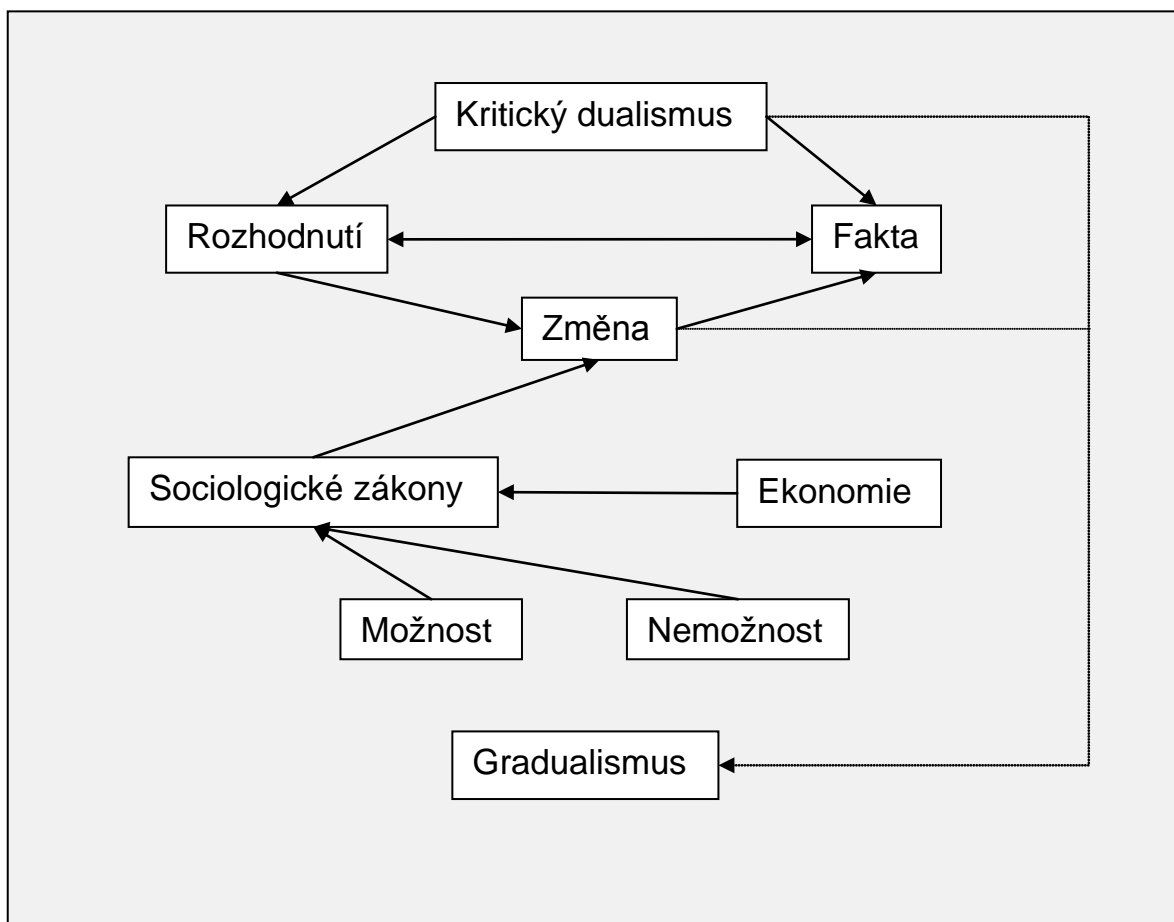 Kritický dualismus
Rozhodnutí
Fakta
Změna
Sociologické zákony
Ekonomie
Možnost
Nemožnost
Gradualismus